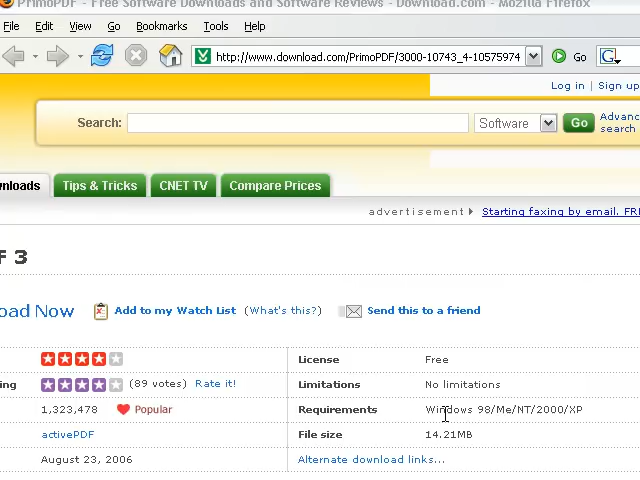 PrimoPDF - Free Software Downloads and Software Reviews - Download.com - Mozilla Firefox
File Edit View Go Bookmarks Tools Help
http://www.download.com/PrimoPDF/3000-10743_4-10575974 Go G
Log in | Sign up
Search: Software Go Advanc search
wnloads Tips & Tricks CNET TV Compare Prices
advertisement Starting faxing by email. FRE
F 3
oad Now Add to my Watch List (What's this?) Send this to a friend
License Free
ing (89 votes) Rate it! Limitations No limitations
1,323,478 Popular Requirements Windows 98/Me/NT/2000/XP
activePDF File size 14.21MB
August 23, 2006 Alternate download links...